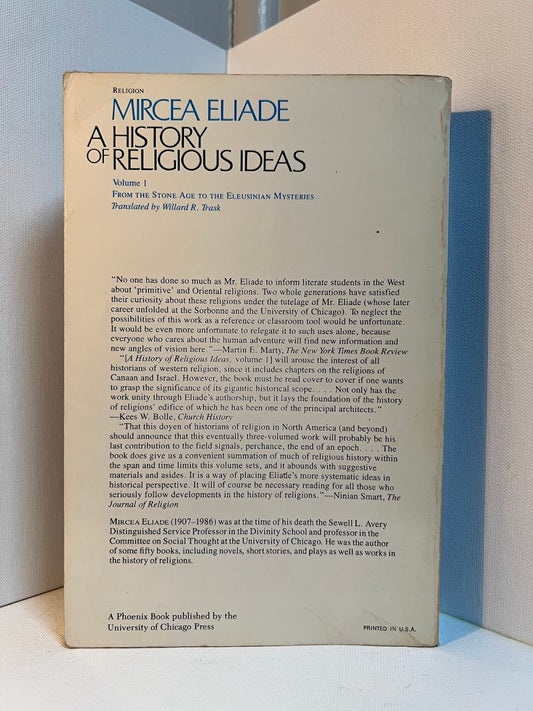 RELIGION
MIRCEA ELIADE
A HISTORY
OF RELIGIOUS IDEAS
Volume 1
FROM THE STONE AGE TO THE ELEUSINIAN MYSTERIES
Translated by Willard R. Trask
"No one has done so much as Mr. Eliade to inform literate students in the West
about 'primitive' and Oriental religions. Two whole generations have satisfied
their curiosity about these religions under the tutelage of Mr. Eliade (whose later
career unfolded at the Sorbonne and the University of Chicago). To neglect the
possibilities of this work as a reference or classroom tool would be unfortunate.
It would be even more unfortunate to relegate it to such uses alone, because
everyone who cares about the human adventure will find new information and
new angles of vision here."—Martin E. Marty, The New York Times Book Review
"[A History of Religious Ideas, volume 1] will arouse the interest of all
historians of western religion, since it includes chapters on the religions of
Canaan and Israel. However, the book must be read cover to cover if one wants
to grasp the significance of its gigantic historical scope. . . . Not only has the
work unity through Eliade's authorship, but it lays the foundation of the history
of religions' edifice of which he has been one of the principal architects."
—Kees W. Bolle, Church History
"That this doyen of historians of religion in North America (and beyond)
should announce that this eventually three-volumed work will probably be his
last contribution to the field signals, perchance, the end of an epoch. . . . The
book does give us a convenient summation of much of religious history within
the span and time limits this volume sets, and it abounds with suggestive
materials and asides. It is a way of placing Eliade's more systematic ideas in
historical perspective. It will of course be necessary reading for all those who
seriously follow developments in the history of religions."—Ninian Smart, The
Journal of Religion
MIRCEA ELIADE (1907–1986) was at the time of his death the Sewell L. Avery
Distinguished Service Professor in the Divinity School and professor in the
Committee on Social Thought at the University of Chicago. He was the author
of some fifty books, including novels, short stories, and plays as well as works in
the history of religions.
A Phoenix Book published by the
University of Chicago Press
PRINTED IN U.S.A.